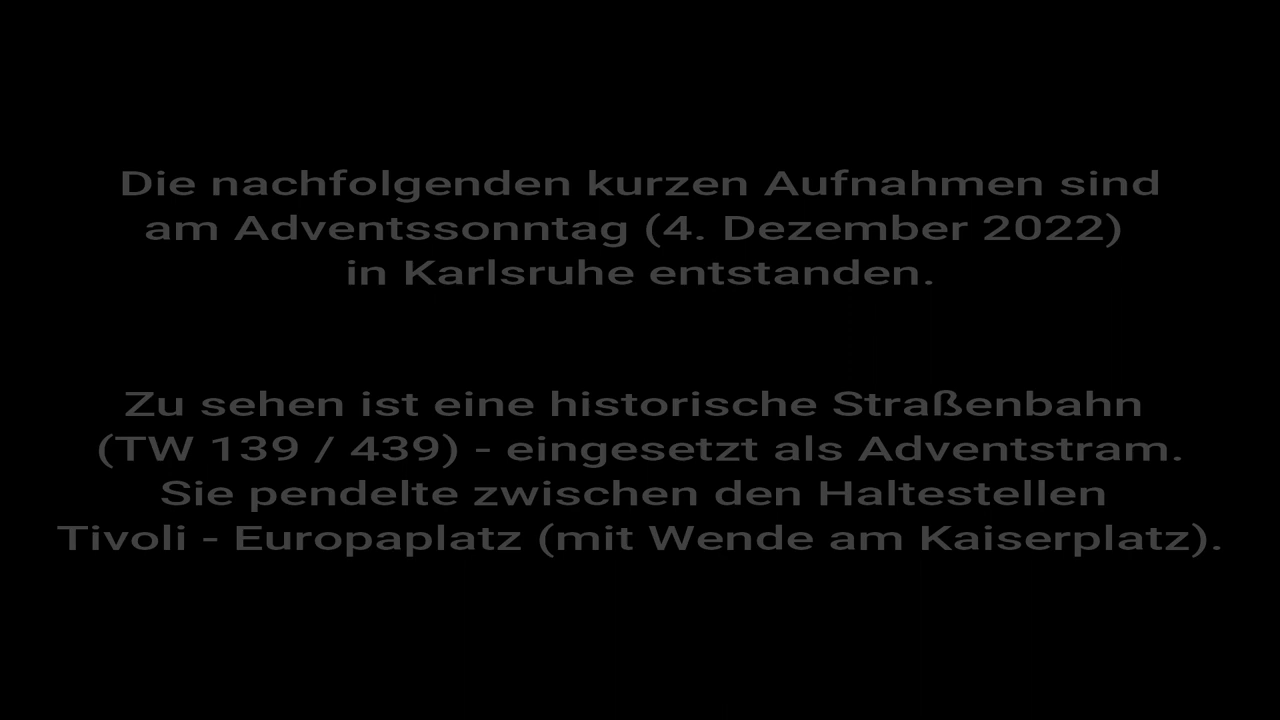 Die nachfolgenden kurzen Aufnahmen sind
am Adventssonntag (4. Dezember 2022)
in Karlsruhe entstanden.
Zu sehen ist eine historische Straßenbahn
(TW 139 / 439) - eingesetzt als Adventstram.
Sie pendelte zwischen den Haltestellen
Tivoli - Europaplatz (mit Wende am Kaiserplatz).